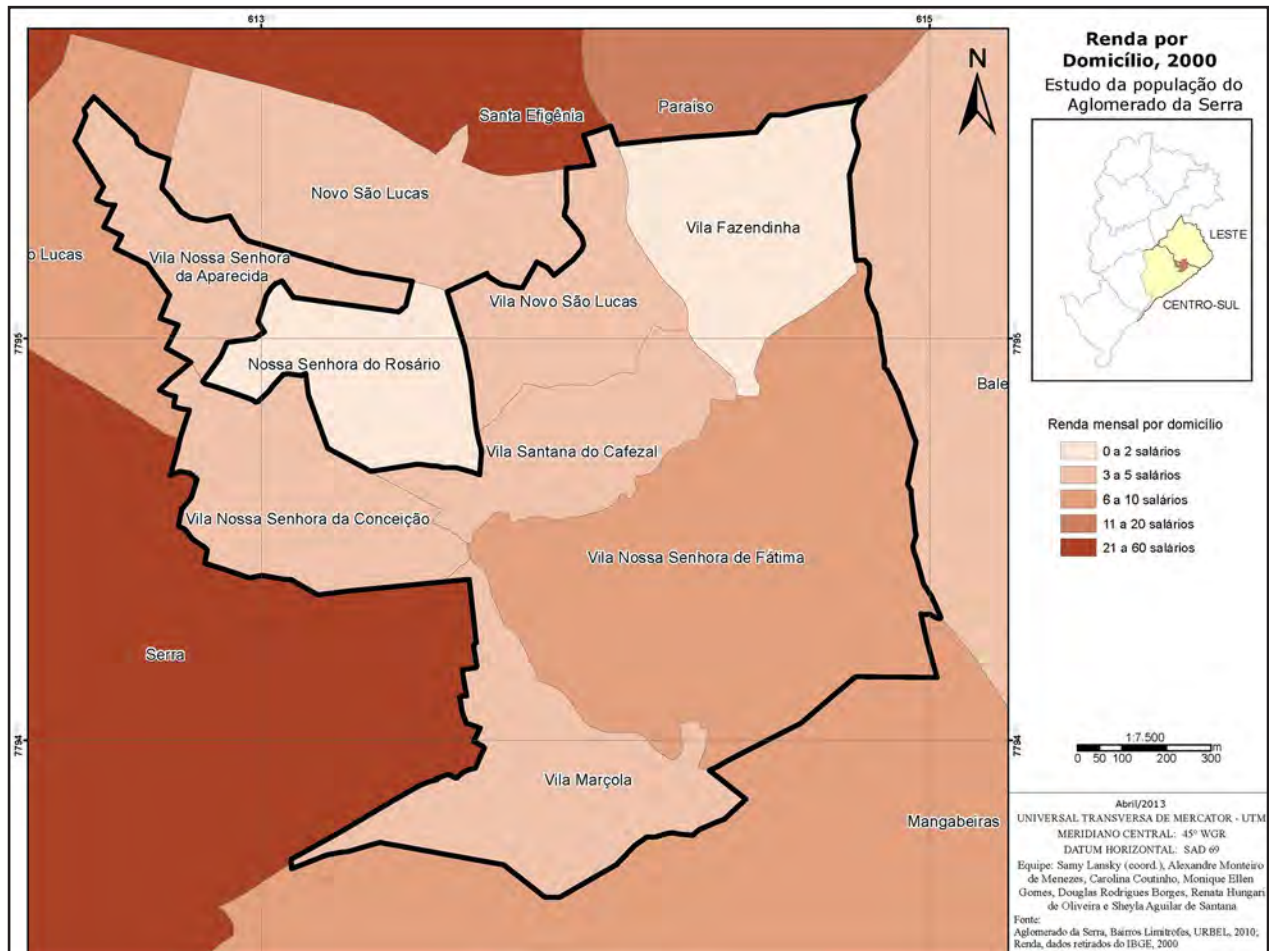 613
615
Renda por
Domicílio, 2000
Estudo da população do
Aglomerado da Serra
N
Santa Efigênia
Paraíso
Novo São Lucas
Vila Fazendinha
LESTE
CENTRO-SUL
o Lucas
Vila Nossa Senhora
da Aparecida
Vila Novo São Lucas
7795
7795
Nossa Senhora do Rosário
Bale
Vila Santana do Cafezal
Renda mensal por domicílio
0 a 2 salários
3 a 5 salários
6 a 10 salários
11 a 20 salários
21 a 60 salários
Vila Nossa Senhora da Conceição
Vila Nossa Senhora de Fátima
Serra
7794
7794
1:7.500
m
0 50 100 200 300
Vila Marçola
Mangabeiras
Abril/2013
UNIVERSAL TRANSVERSA DE MERCATOR - UTM
MERIDIANO CENTRAL: 45º WGR
DATUM HORIZONTAL: SAD 69
Equipe: Samy Lansky (coord.), Alexandre Monteiro
de Menezes, Carolina Coutinho, Monique Ellen
Gomes, Douglas Rodrigues Borges, Renata Hungari
de Oliveira e Sheyla Aguilar de Santana
Fonte:
Aglomerado da Serra, Bairros Limítrofes, URBEL, 2010;
Renda, dados retirados do IBGE, 2000